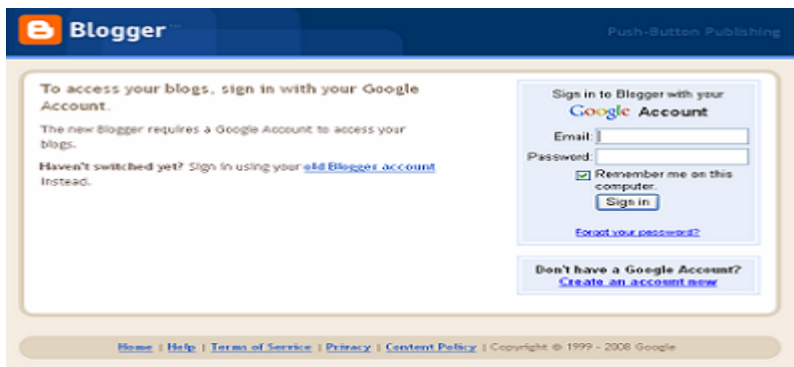 Blogger™
Push-Button Publishing
To access your blogs, sign in with your Google
Account.
The new Blogger requires a Google Account to access your
blogs.
Haven't switched yet? Sign in using your old Blogger account
instead.
Sign in to Blogger with your
Google Account
Email:
Password:
Remember me on this
computer.
Sign in
Forgot your password?
Don't have a Google Account?
Create an account now
Home | Help | Terms of Service | Privacy | Content Policy | Copyright © 1999 - 2008 Google